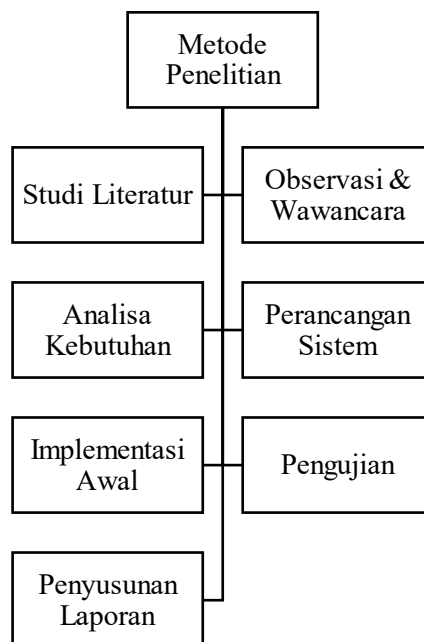 Metode
Penelitian
Studi Literatur
Observasi &
Wawancara
Analisa
Kebutuhan
Perancangan
Sistem
Implementasi
Awal
Pengujian
Penyusunan
Laporan